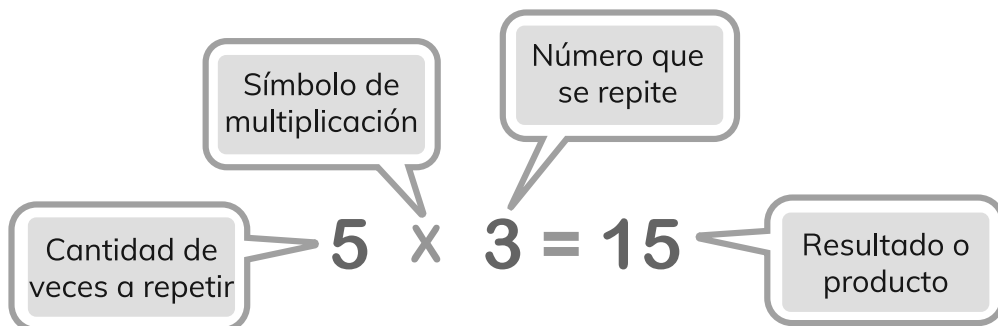 Número que
se repite
Símbolo de
multiplicación
5 x 3 = 15
Cantidad de
veces a repetir
Resultado o
producto